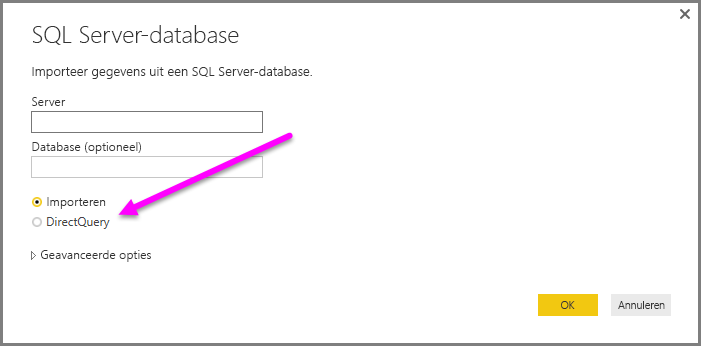 SQL Server-database
Importeer gegevens uit een SQL Server-database.
Server
Database (optioneel)
Importeren
DirectQuery
Geavanceerde opties
OK
Annuleren